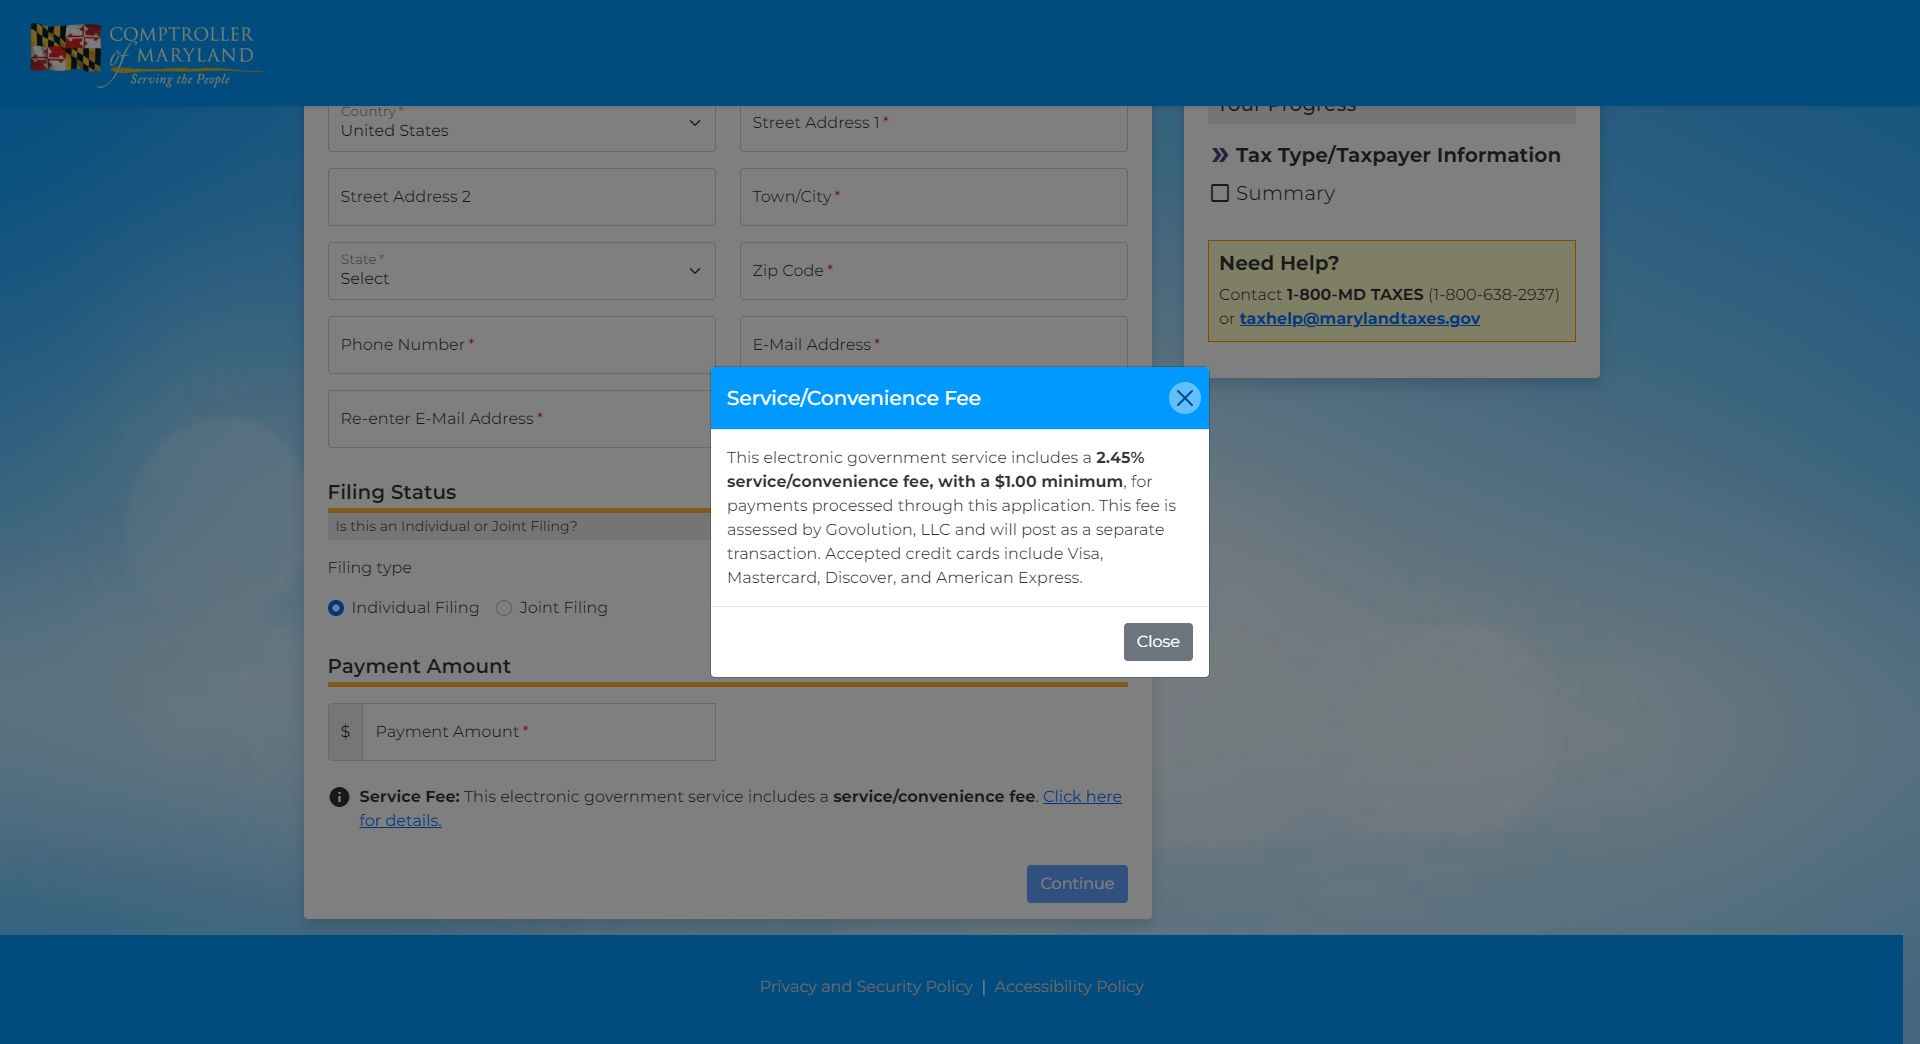 COMPTROLLER
of MARYLAND
Serving the People
Country *
United States
Street Address 1 *
Street Address 2
Town/City *
State *
Select
Zip Code *
Phone Number *
E-Mail Address *
Re-enter E-Mail Address *
Filing Status
Is this an Individual or Joint Filing?
Filing type
Individual Filing
Joint Filing
Payment Amount
$
Payment Amount *
Service Fee: This electronic government service includes a service/convenience fee. Click here
for details.
Continue
Your Progress
Tax Type/Taxpayer Information
Summary
Need Help?
Contact 1-800-MD TAXES (1-800-638-2937)
or taxhelp@marylandtaxes.gov
Service/Convenience Fee
This electronic government service includes a 2.45%
service/convenience fee, with a $1.00 minimum, for
payments processed through this application. This fee is
assessed by Govolution, LLC and will post as a separate
transaction. Accepted credit cards include Visa,
Mastercard, Discover, and American Express.
Close
Privacy and Security Policy | Accessibility Policy